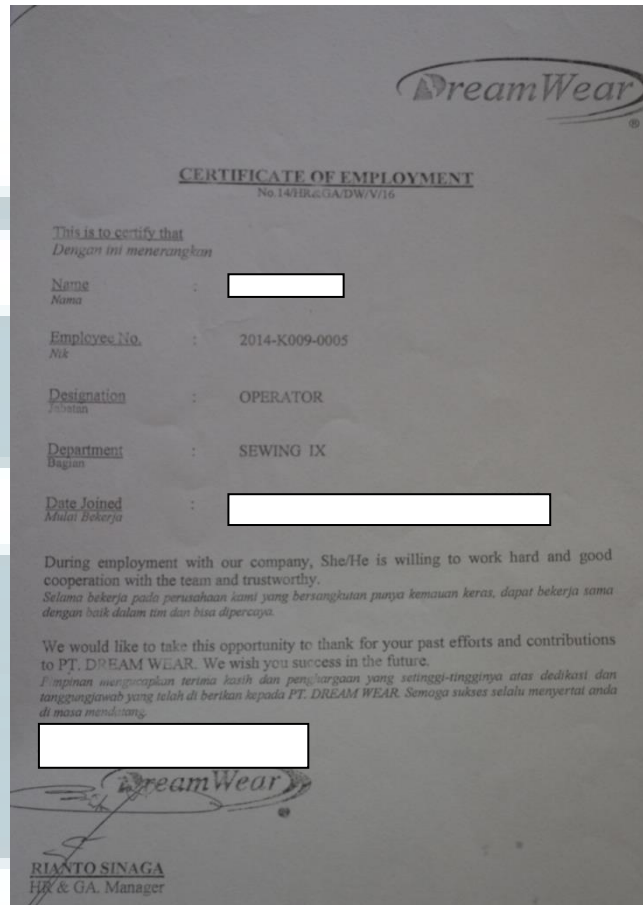 DreamWear
®
CERTIFICATE OF EMPLOYMENT
No.14/HR&GA/DW/V/16
This is to certify that
Dengan ini menerangkan
Name :
Nama
Employee No. : 2014-K009-0005
Nik
Designation : OPERATOR
Jabatan
Department : SEWING IX
Bagian
Date Joined :
Mulai Bekerja
During employment with our company, She/He is willing to work hard and good
cooperation with the team and trustworthy.
Selama bekerja pada perusahaan kami yang bersangkutan punya kemauan keras, dapat bekerja sama
dengan baik dalam tim dan bisa dipercaya.
We would like to take this opportunity to thank for your past efforts and contributions
to PT. DREAM WEAR. We wish you success in the future.
Pimpinan mengucapkan terima kasih dan penghargaan yang setinggi-tingginya atas dedikasi dan
tanggungjawab yang telah di berikan kepada PT. DREAM WEAR. Semoga sukses selalu menyertai anda
di masa mendatang.
DreamWear
®
RIANTO SINAGA
HR & GA. Manager